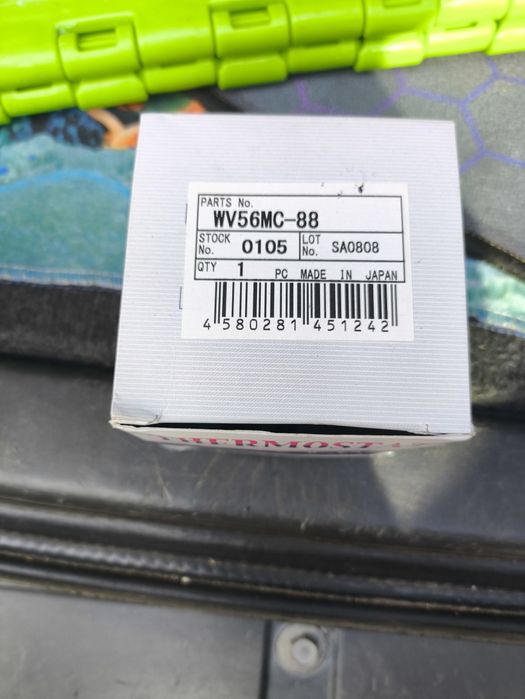 PARTS No.
WV56MC-88
STOCK No. 0105 LOT No. SA0808
QTY 1 PC MADE IN JAPAN
4 580281 451242
THERMOSTA